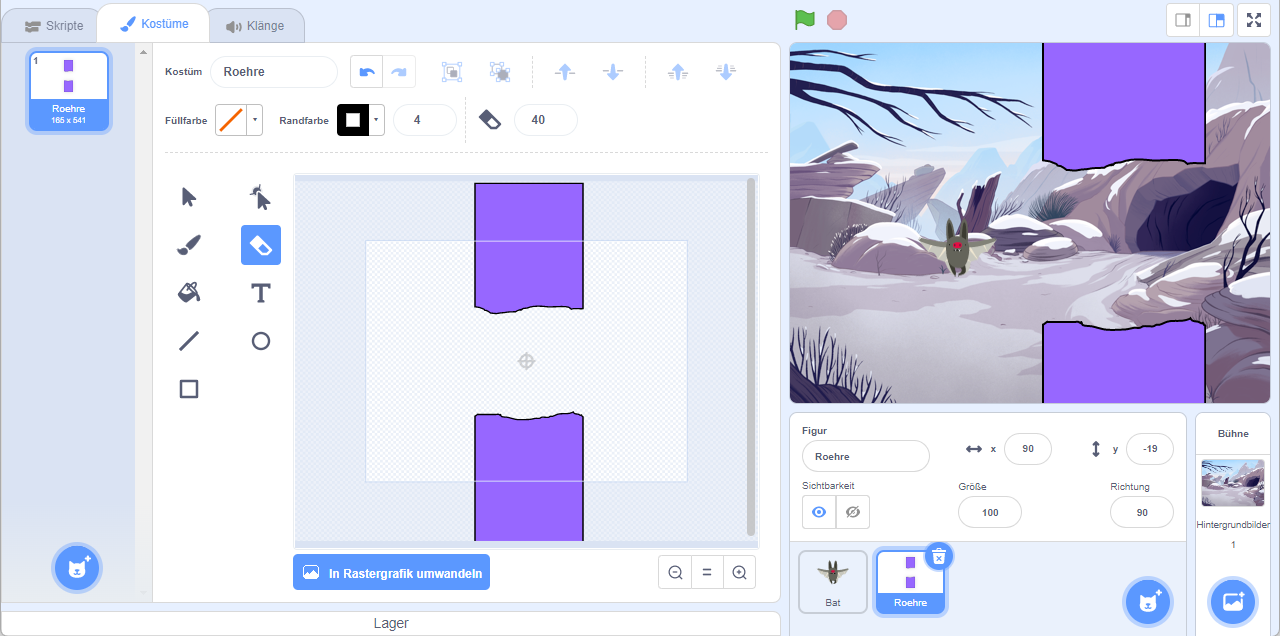 Skripte
Kostüme
Klänge
1
Roehre
165 x 541
Kostüm
Roehre
Füllfarbe
Randfarbe
4
40
In Rastergrafik umwandeln
Lager
Figur
Roehre
x
90
y
-19
Sichtbarkeit
Größe
100
Richtung
90
Bat
Roehre
Bühne
Hintergrundbilder
1